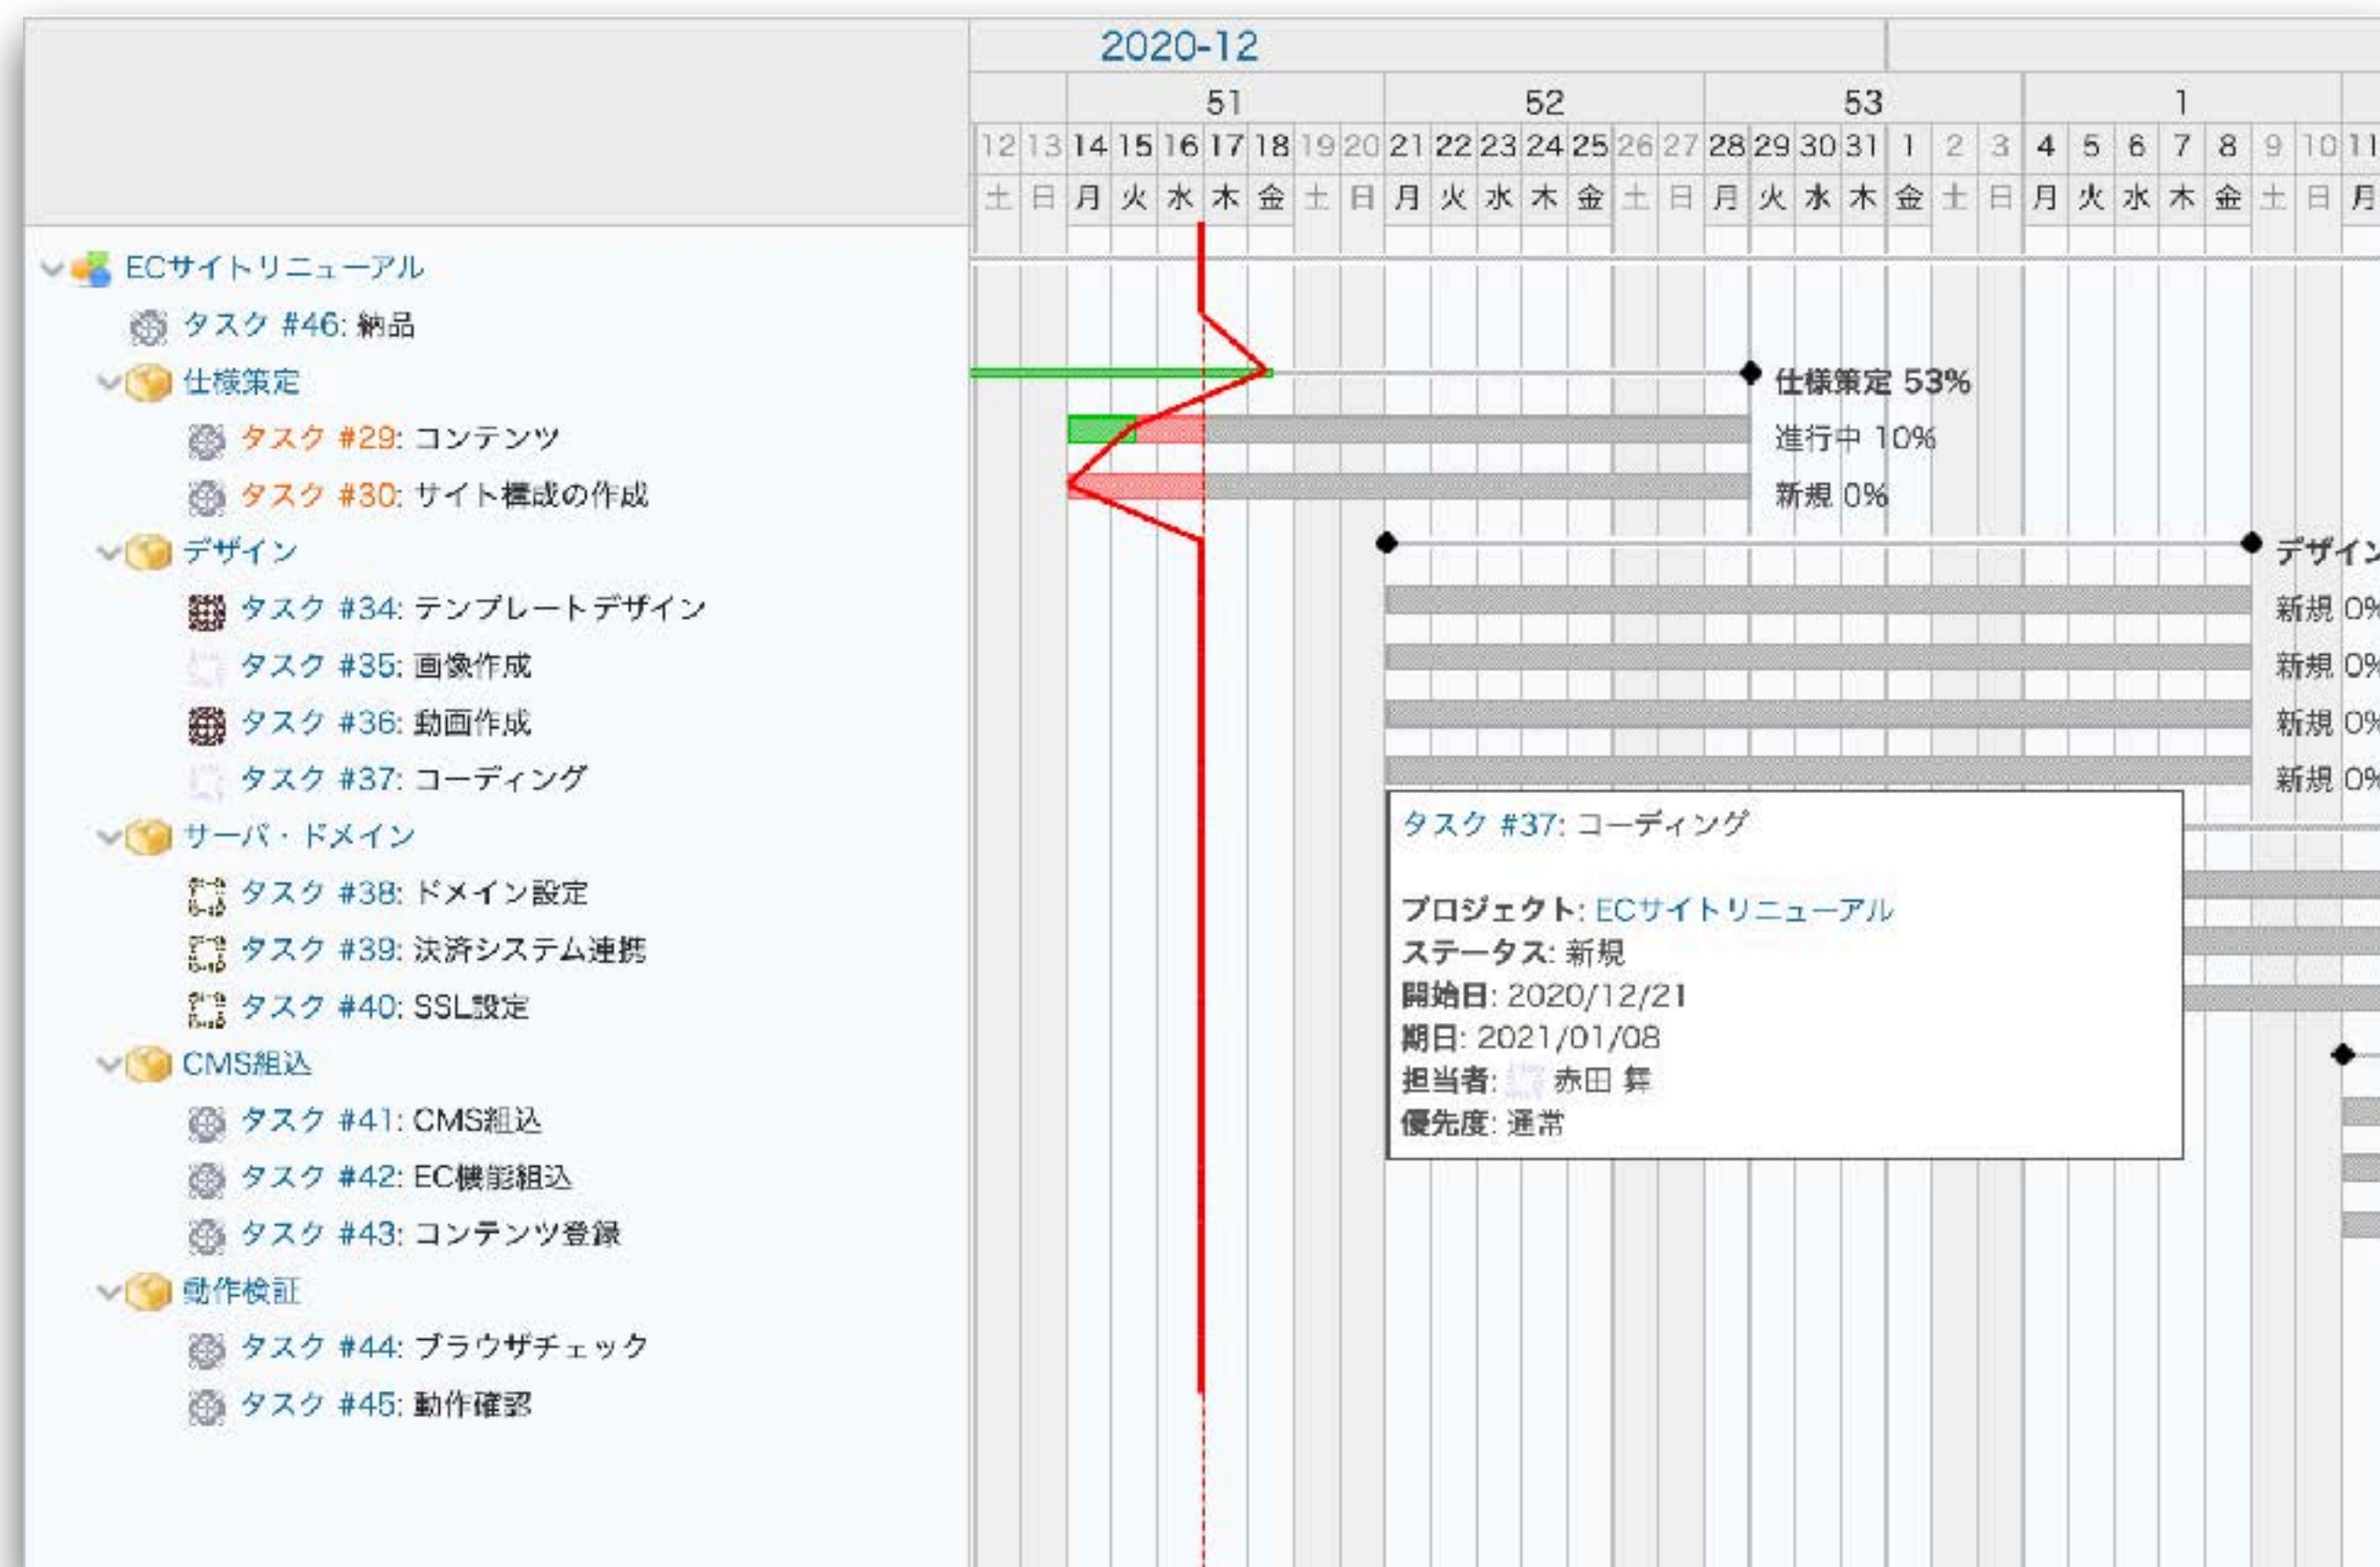 2020-12
51 52 53 1
12 13 14 15 16 17 18 19 20 21 22 23 24 25 26 27 28 29 30 31 1 2 3 4 5 6 7 8 9 10 11
土 日 月 火 水 木 金 土 日 月 火 水 木 金 土 日 月 火 水 木 金 土 日 月 火 水 木 金 土 日 月
ECサイトリニューアル
タスク #46: 納品
仕様策定
仕様策定 53%
タスク #29: コンテンツ
進行中 10%
タスク #30: サイト構成の作成
新規 0%
デザイン
デザイン
タスク #34: テンプレートデザイン
新規 0%
タスク #35: 画像作成
新規 0%
タスク #36: 動画作成
新規 0%
タスク #37: コーディング
新規 0%
サーバ・ドメイン
タスク #38: ドメイン設定
タスク #39: 決済システム連携
タスク #40: SSL設定
CMS組込
タスク #41: CMS組込
タスク #42: EC機能組込
タスク #43: コンテンツ登録
動作検証
タスク #44: ブラウザチェック
タスク #45: 動作確認
タスク #37: コーディング
プロジェクト: ECサイトリニューアル
ステータス: 新規
開始日: 2020/12/21
期日: 2021/01/08
担当者: 赤田 舞
優先度: 通常